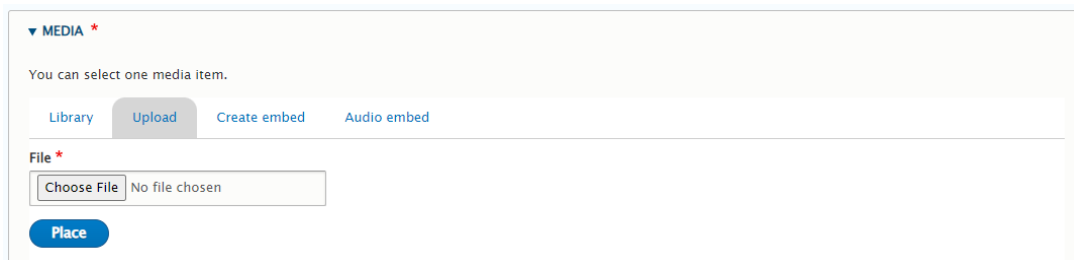 ▼ MEDIA *
You can select one media item.
Library Upload Create embed Audio embed
File *
Choose File No file chosen
Place